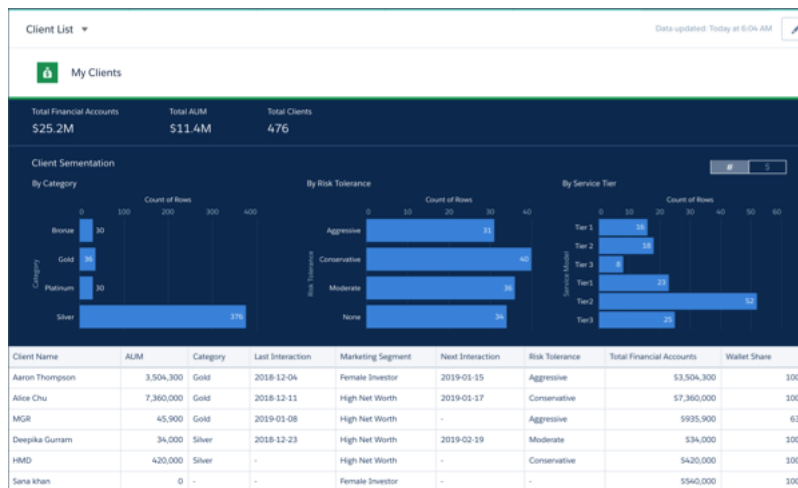 Client List
Data updated: Today at 6:04 AM
My Clients
Total Financial Accounts Total AUM Total Clients
$25.2M $11.4M 476
Client Sementation
# $
By Category By Risk Tolerance By Service Tier
Count of Rows Count of Rows Count of Rows
0 100 200 300 400 0 10 20 30 40 0 10 20 30 40 50 60
Category
Bronze 30
Gold 36
Platinum 30
Silver 376
Risk Tolerance
Aggressive 31
Conservative 40
Moderate 36
None 34
Service Model
Tier 1 16
Tier 2 18
Tier 3 8
Tier1 23
Tier2 52
Tier3 25
Client Name AUM Category Last Interaction Marketing Segment Next Interaction Risk Tolerance Total Financial Accounts Wallet Share
Aaron Thompson 3,504,300 Gold 2018-12-04 Female Investor 2019-01-15 Aggressive $3,504,300 100
Alice Chu 7,360,000 Gold 2018-12-11 High Net Worth 2019-01-17 Conservative $7,360,000 100
MGR 45,900 Gold 2019-01-08 High Net Worth - Aggressive $935,900 63
Deepika Gurram 34,000 Silver 2018-12-23 High Net Worth 2019-02-19 Moderate $34,000 100
HMD 420,000 Silver - High Net Worth - Conservative $420,000 100
Sana khan 0 - - Female Investor - - $540,000 100